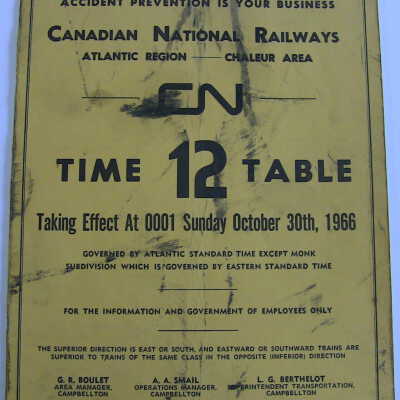 ACCIDENT PREVENTION IS YOUR BUSINESS
CANADIAN NATIONAL RAILWAYS
ATLANTIC REGION — CHALEUR AREA
CN
TIME 12 TABLE
Taking Effect At 0001 Sunday October 30th, 1966
GOVERNED BY ATLANTIC STANDARD TIME EXCEPT MONK
SUBDIVISION WHICH IS GOVERNED BY EASTERN STANDARD TIME
FOR THE INFORMATION AND GOVERNMENT OF EMPLOYEES ONLY
THE SUPERIOR DIRECTION IS EAST OR SOUTH, AND EASTWARD OR SOUTHWARD TRAINS ARE
SUPERIOR TO TRAINS OF THE SAME CLASS IN THE OPPOSITE (INFERIOR) DIRECTION
G. R. BOULET A. A. SMAIL L. G. BERTHELOT
AREA MANAGER, OPERATIONS MANAGER, SUPERINTENDENT TRANSPORTATION,
CAMPBELLTON CAMPBELLTON CAMPBELLTON